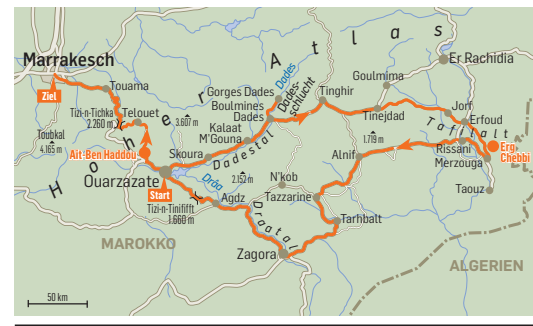 Marrakesch
Ziel
Touama
Tizi-n-Tichka
2.260 m
Telouet
Toubkal
4.165 m
Ait-Ben Haddou
Hoher Atlas
3.607 m
Gorges Dades
Boulmines
Dades
Dades
Dades-
schlucht
Kalaat
M'Gouna
Skoura
Dadestal
Ouarzazate
Start
Tizi-n-Tinififft
1.660 m
Drâa
2.152 m
Agdz
Draatal
Zagora
N'kob
Tazzarine
Tarhbalt
Alnif
1.719 m
Tinghir
Goulmima
Tinejdad
Er Rachidia
Jorf
Erfoud
Tafilalt
Rissani
Merzouga
Erg
Chebbi
Taouz
MAROKKO
ALGERIEN
50 km